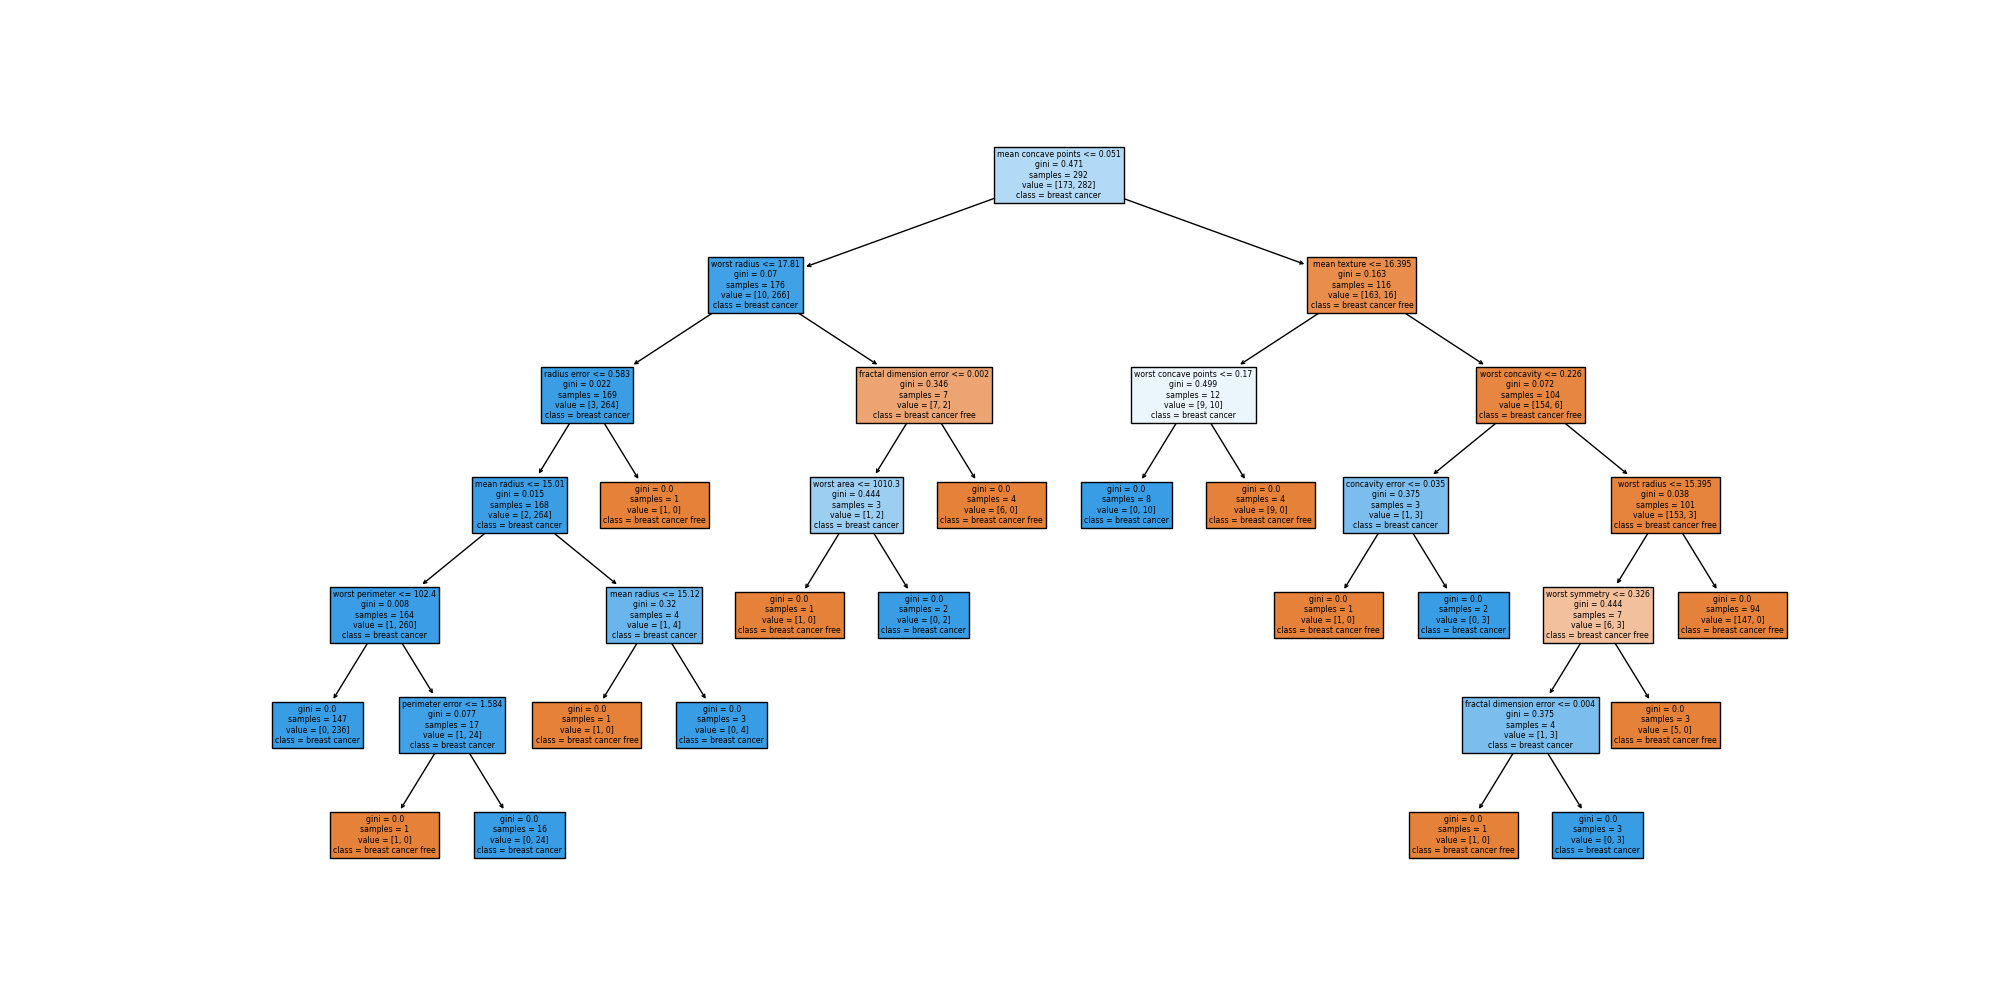 mean concave points <= 0.051
gini = 0.471
samples = 292
value = [173, 282]
class = breast cancer
worst radius <= 17.81
gini = 0.07
samples = 176
value = [10, 266]
class = breast cancer
mean texture <= 16.395
gini = 0.163
samples = 116
value = [163, 16]
class = breast cancer free
radius error <= 0.583
gini = 0.022
samples = 169
value = [3, 264]
class = breast cancer
fractal dimension error <= 0.002
gini = 0.346
samples = 7
value = [7, 2]
class = breast cancer free
worst concave points <= 0.17
gini = 0.499
samples = 12
value = [9, 10]
class = breast cancer
worst concavity <= 0.226
gini = 0.072
samples = 104
value = [154, 6]
class = breast cancer free
mean radius <= 15.01
gini = 0.015
samples = 168
value = [2, 264]
class = breast cancer
gini = 0.0
samples = 1
value = [1, 0]
class = breast cancer free
worst area <= 1010.3
gini = 0.444
samples = 3
value = [1, 2]
class = breast cancer
gini = 0.0
samples = 4
value = [6, 0]
class = breast cancer free
gini = 0.0
samples = 8
value = [0, 10]
class = breast cancer
gini = 0.0
samples = 4
value = [9, 0]
class = breast cancer free
concavity error <= 0.035
gini = 0.375
samples = 3
value = [1, 3]
class = breast cancer
worst radius <= 15.395
gini = 0.038
samples = 101
value = [153, 3]
class = breast cancer free
worst perimeter <= 102.4
gini = 0.008
samples = 164
value = [1, 260]
class = breast cancer
mean radius <= 15.12
gini = 0.32
samples = 4
value = [1, 4]
class = breast cancer
gini = 0.0
samples = 1
value = [1, 0]
class = breast cancer free
gini = 0.0
samples = 2
value = [0, 2]
class = breast cancer
gini = 0.0
samples = 1
value = [1, 0]
class = breast cancer free
gini = 0.0
samples = 2
value = [0, 3]
class = breast cancer
worst symmetry <= 0.326
gini = 0.444
samples = 7
value = [6, 3]
class = breast cancer free
gini = 0.0
samples = 94
value = [147, 0]
class = breast cancer free
gini = 0.0
samples = 147
value = [0, 236]
class = breast cancer
perimeter error <= 1.584
gini = 0.077
samples = 17
value = [1, 24]
class = breast cancer
gini = 0.0
samples = 1
value = [1, 0]
class = breast cancer free
gini = 0.0
samples = 3
value = [0, 4]
class = breast cancer
fractal dimension error <= 0.004
gini = 0.375
samples = 4
value = [1, 3]
class = breast cancer
gini = 0.0
samples = 3
value = [5, 0]
class = breast cancer free
gini = 0.0
samples = 1
value = [1, 0]
class = breast cancer free
gini = 0.0
samples = 16
value = [0, 24]
class = breast cancer
gini = 0.0
samples = 1
value = [1, 0]
class = breast cancer free
gini = 0.0
samples = 3
value = [0, 3]
class = breast cancer